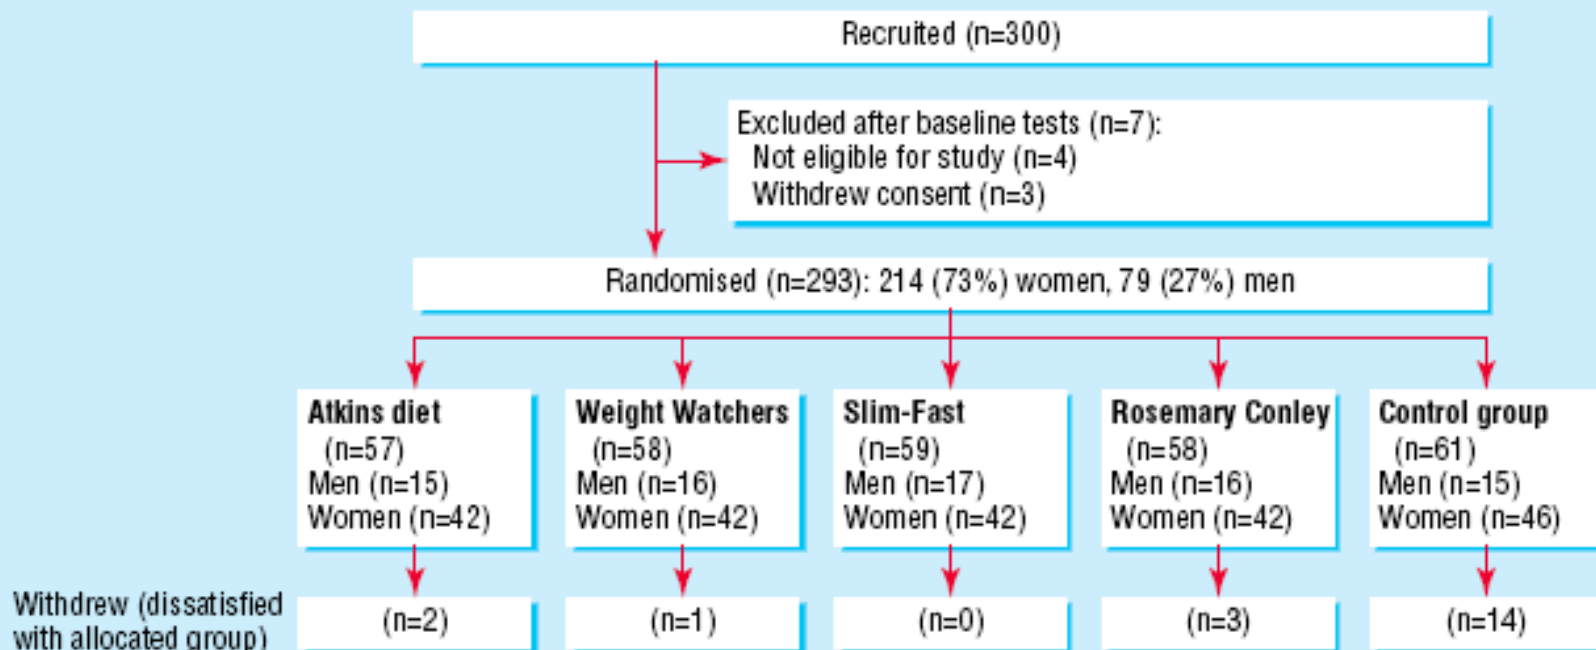 Recruited (n=300)
Excluded after baseline tests (n=7):
Not eligible for study (n=4)
Withdrew consent (n=3)
Randomised (n=293): 214 (73%) women, 79 (27%) men
Atkins diet
(n=57)
Men (n=15)
Women (n=42)
Weight Watchers
(n=58)
Men (n=16)
Women (n=42)
Slim-Fast
(n=59)
Men (n=17)
Women (n=42)
Rosemary Conley
(n=58)
Men (n=16)
Women (n=42)
Control group
(n=61)
Men (n=15)
Women (n=46)
Withdrew (dissatisfied
with allocated group)
(n=2)
(n=1)
(n=0)
(n=3)
(n=14)